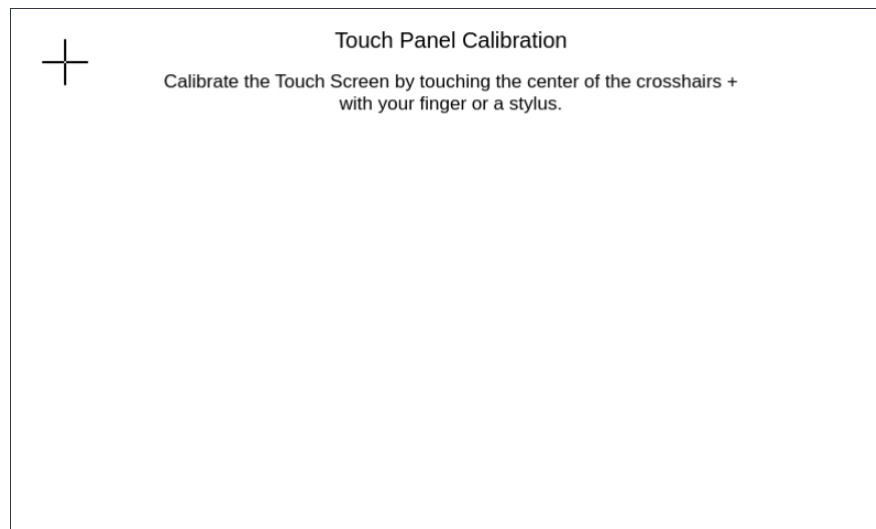 Touch Panel Calibration
Calibrate the Touch Screen by touching the center of the crosshairs +
with your finger or a stylus.